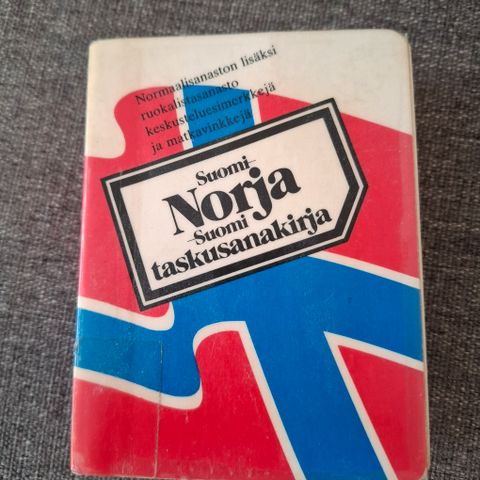 Normaalisanaston lisäksi
ruokalistasanasto
keskusteluesimerkkejä
ja matkavinkkejä
Suomi-
Norja
-Suomi
taskusanakirja